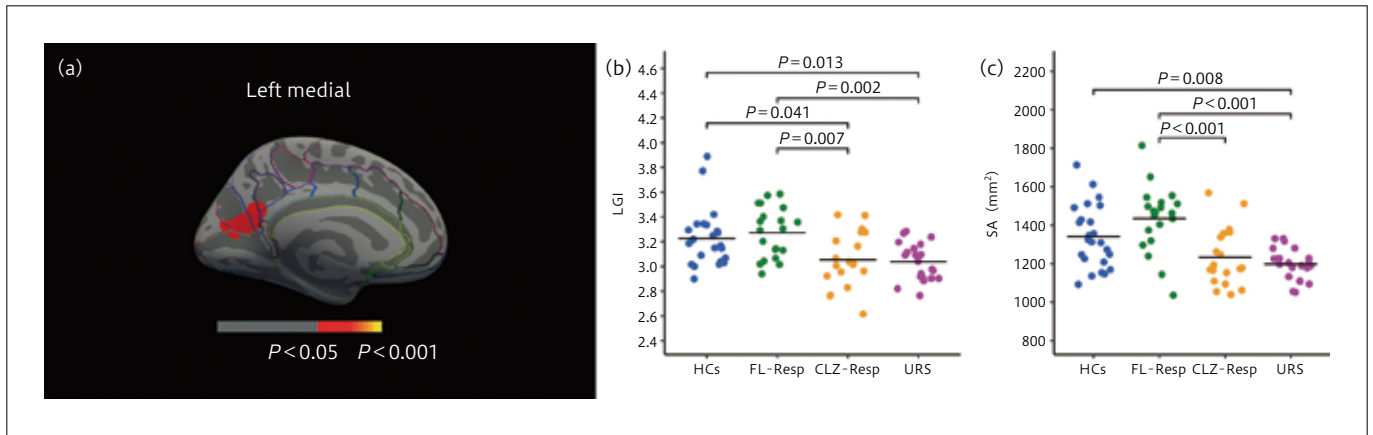 (a)
Left medial
P<0.05 P<0.001
(b)
LGI
4.6
4.4
4.2
4.0
3.8
3.6
3.4
3.2
3.0
2.8
2.6
2.4
P=0.013
P=0.002
P=0.041
P=0.007
HCs FL-Resp CLZ-Resp URS
(c)
SA (mm²)
2200
2000
1800
1600
1400
1200
1000
800
P=0.008
P<0.001
P<0.001
HCs FL-Resp CLZ-Resp URS